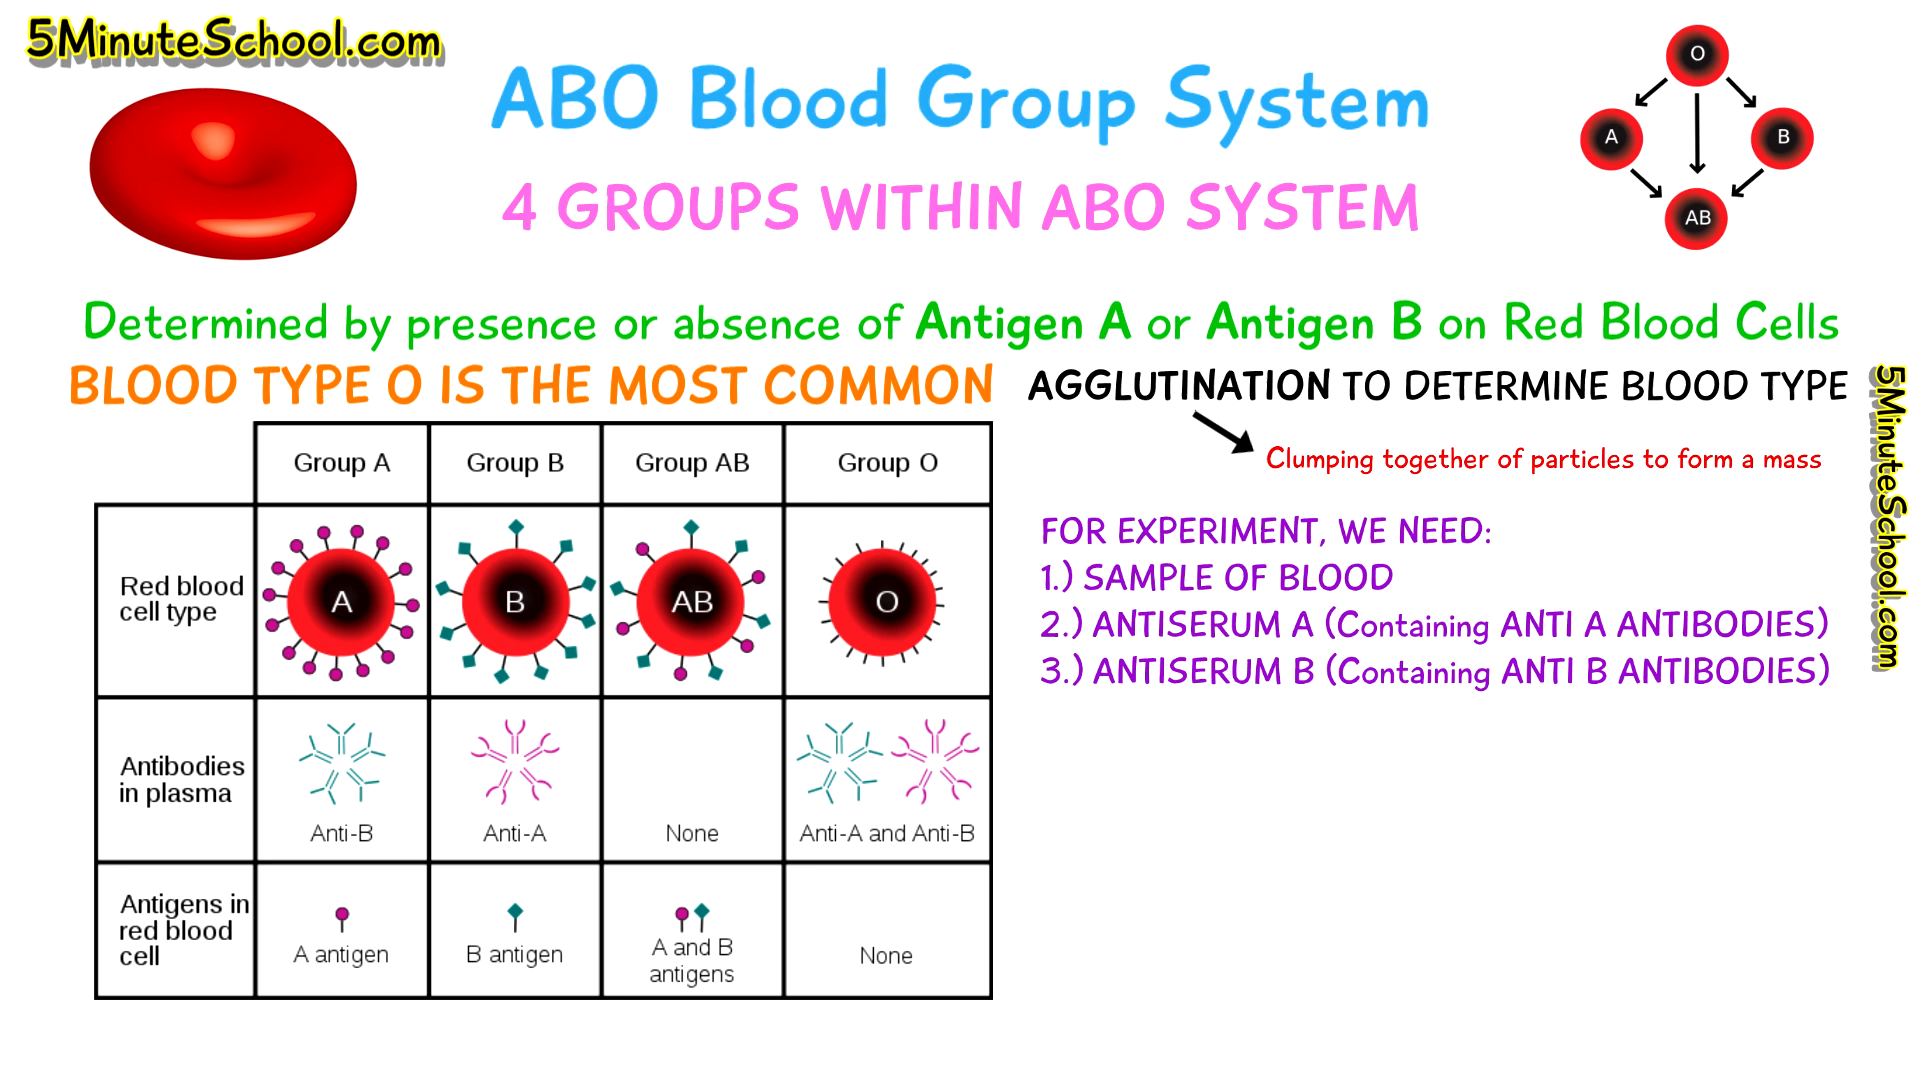 5MinuteSchool.com
ABO Blood Group System
4 GROUPS WITHIN ABO SYSTEM
O
A
B
AB
Determined by presence or absence of Antigen A or Antigen B on Red Blood Cells
BLOOD TYPE O IS THE MOST COMMON
Group A
Group B
Group AB
Group O
Red blood
cell type
A
B
AB
O
Antibodies
in plasma
Anti-B
Anti-A
None
Anti-A and Anti-B
Antigens in
red blood
cell
A antigen
B antigen
A and B
antigens
None
AGGLUTINATION TO DETERMINE BLOOD TYPE
Clumping together of particles to form a mass
FOR EXPERIMENT, WE NEED:
1.) SAMPLE OF BLOOD
2.) ANTISERUM A (Containing ANTI A ANTIBODIES)
3.) ANTISERUM B (Containing ANTI B ANTIBODIES)
5MinuteSchool.com